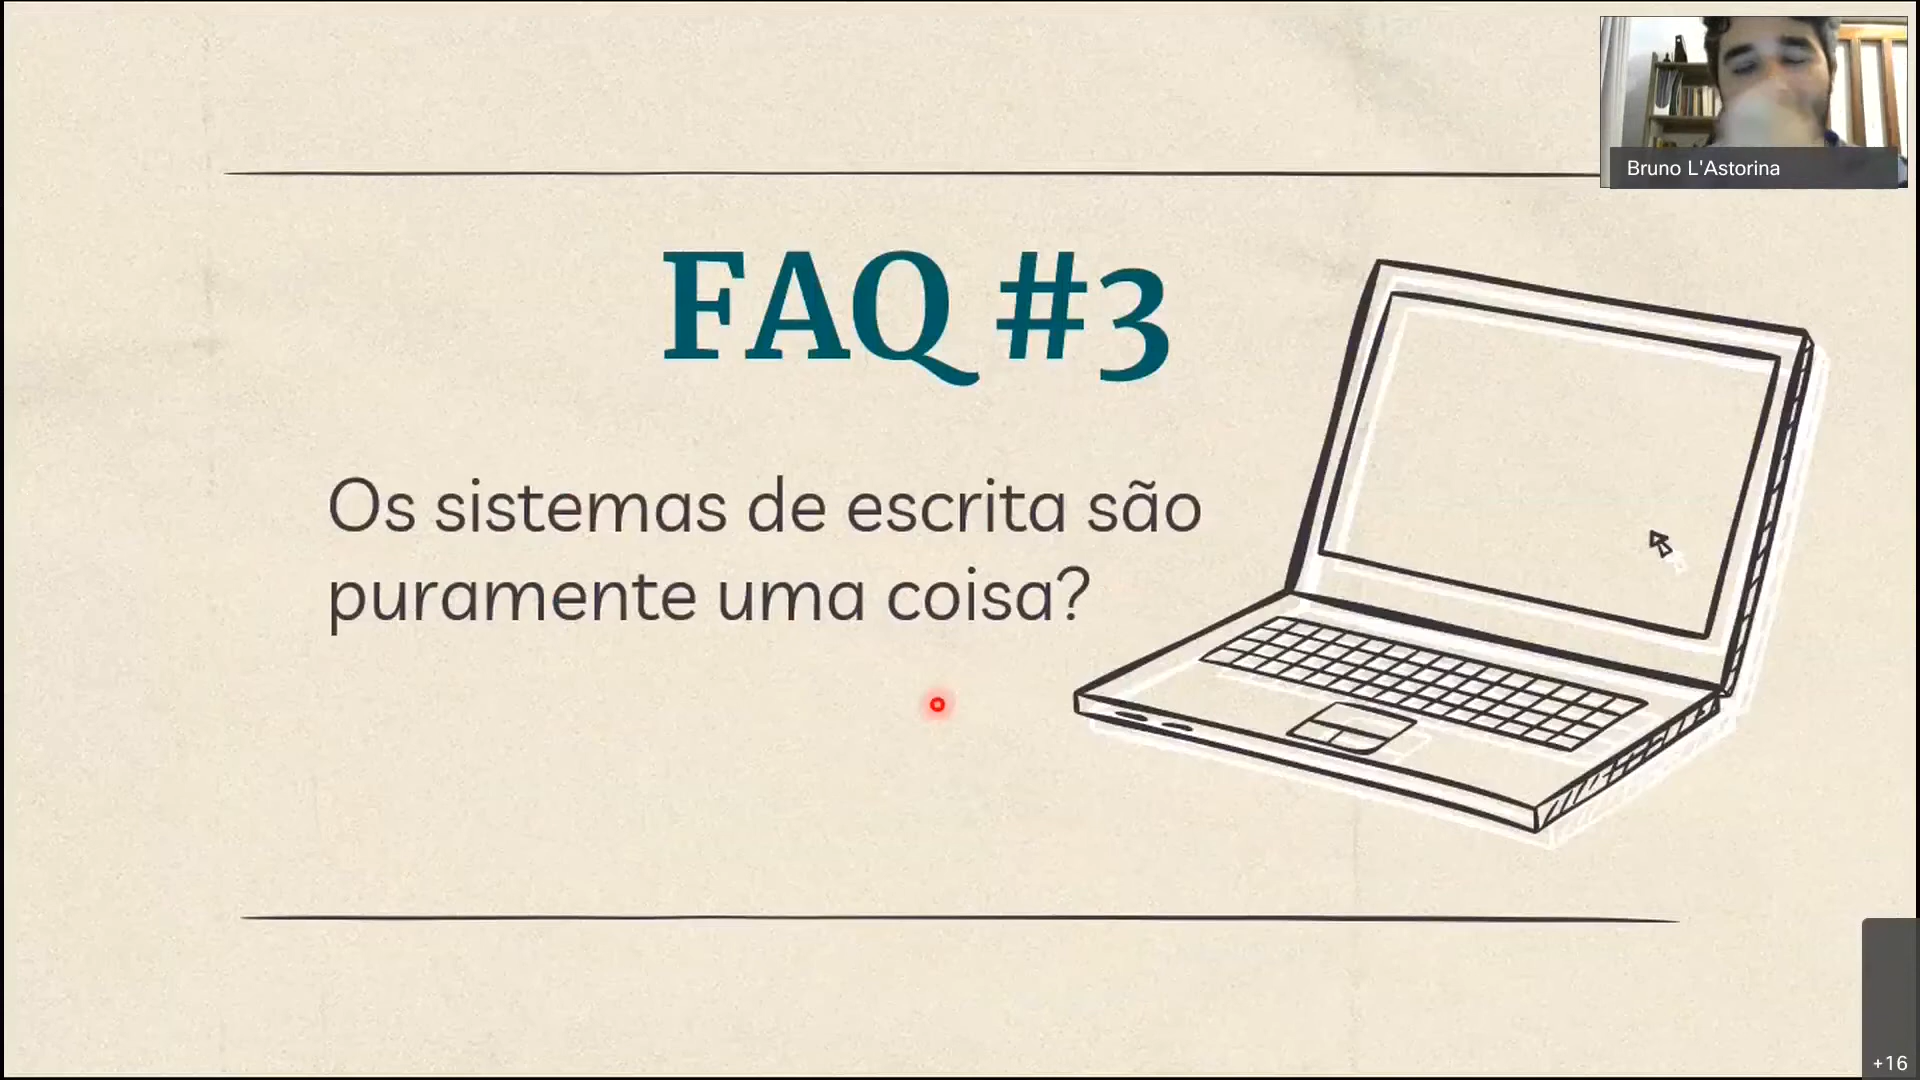 Bruno L'Astorina
FAQ #3
Os sistemas de escrita são
puramente uma coisa?
+16